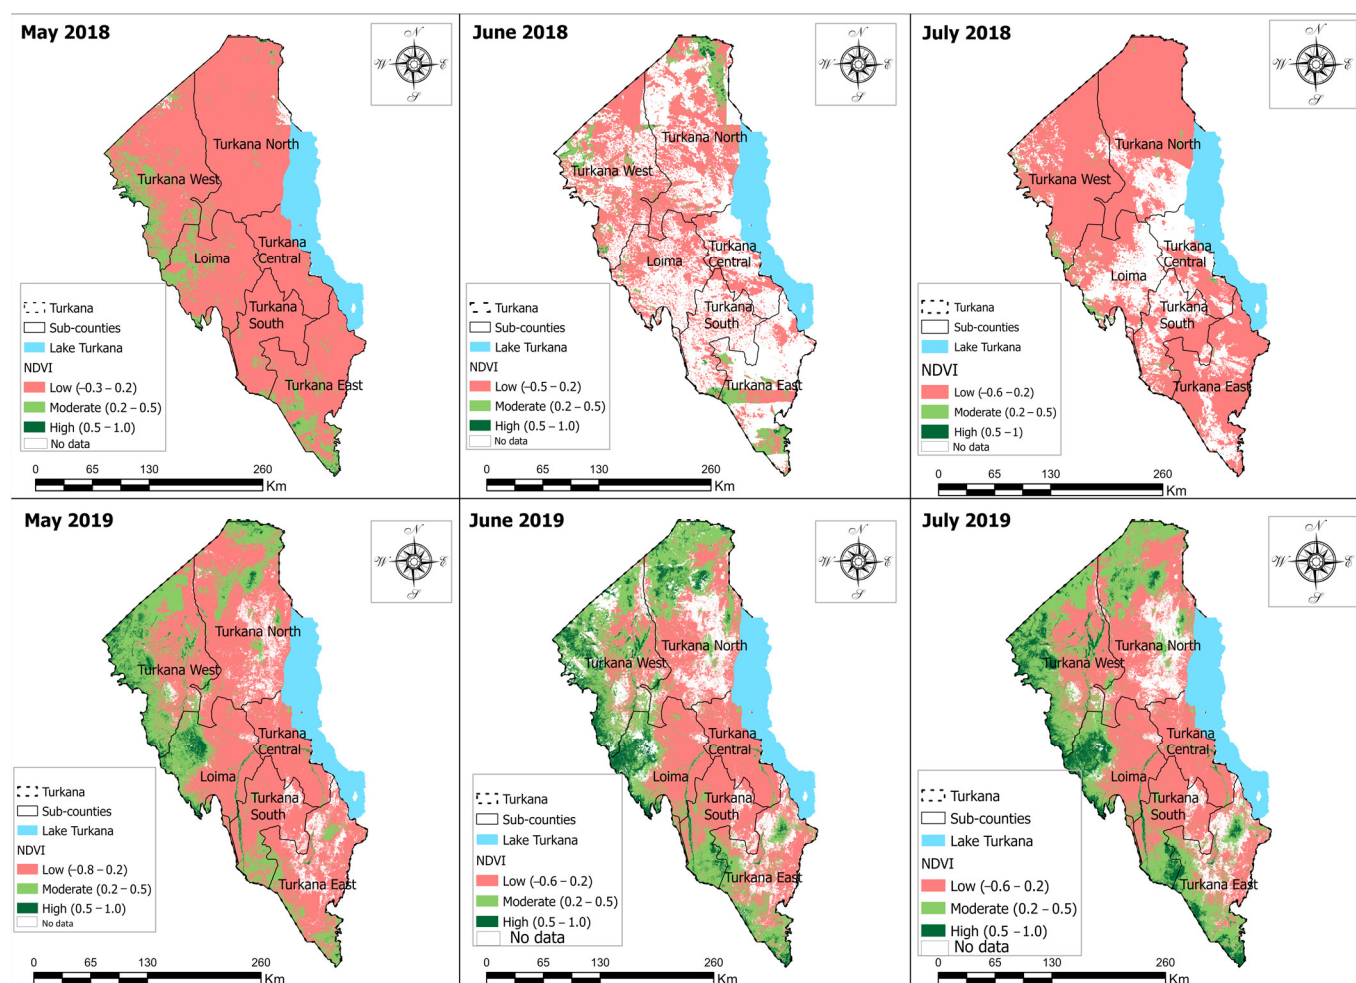 May 2018
N
W E
S
Turkana North
Turkana West
Turkana
Central
Loima
Turkana
South
Turkana East
Turkana
Sub-counties
Lake Turkana
NDVI
Low (–0.3 – 0.2)
Moderate (0.2 – 0.5)
High (0.5 – 1.0)
No data
0 65 130 260
Km
June 2018
N
W E
S
Turkana North
Turkana West
Turkana
Central
Loima
Turkana
South
Turkana East
Turkana
Sub-counties
Lake Turkana
NDVI
Low (–0.5 – 0.2)
Moderate (0.2 – 0.5)
High (0.5 – 1.0)
No data
0 65 130 260
Km
July 2018
N
W E
S
Turkana North
Turkana West
Turkana
Central
Loima
Turkana
South
Turkana East
Turkana
Sub-counties
Lake Turkana
NDVI
Low (–0.6 – 0.2)
Moderate (0.2 – 0.5)
High (0.5 – 1)
No data
0 65 130 260
Km
May 2019
N
W E
S
Turkana North
Turkana West
Turkana
Central
Loima
Turkana
South
Turkana East
Turkana
Sub-counties
Lake Turkana
NDVI
Low (–0.8 – 0.2)
Moderate (0.2 – 0.5)
High (0.5 – 1.0)
No data
0 65 130 260
Km
June 2019
N
W E
S
Turkana North
Turkana West
Turkana
Central
Loima
Turkana
South
Turkana East
Turkana
Sub-counties
Lake Turkana
NDVI
Low (–0.6 – 0.2)
Moderate (0.2 – 0.5)
High (0.5 – 1.0)
No data
0 65 130 260
Km
July 2019
N
W E
S
Turkana North
Turkana West
Turkana
Central
Loima
Turkana
South
Turkana East
Turkana
Sub-counties
Lake Turkana
NDVI
Low (–0.6 – 0.2)
Moderate (0.2 – 0.5)
High (0.5 – 1.0)
No data
0 65 130 260
Km